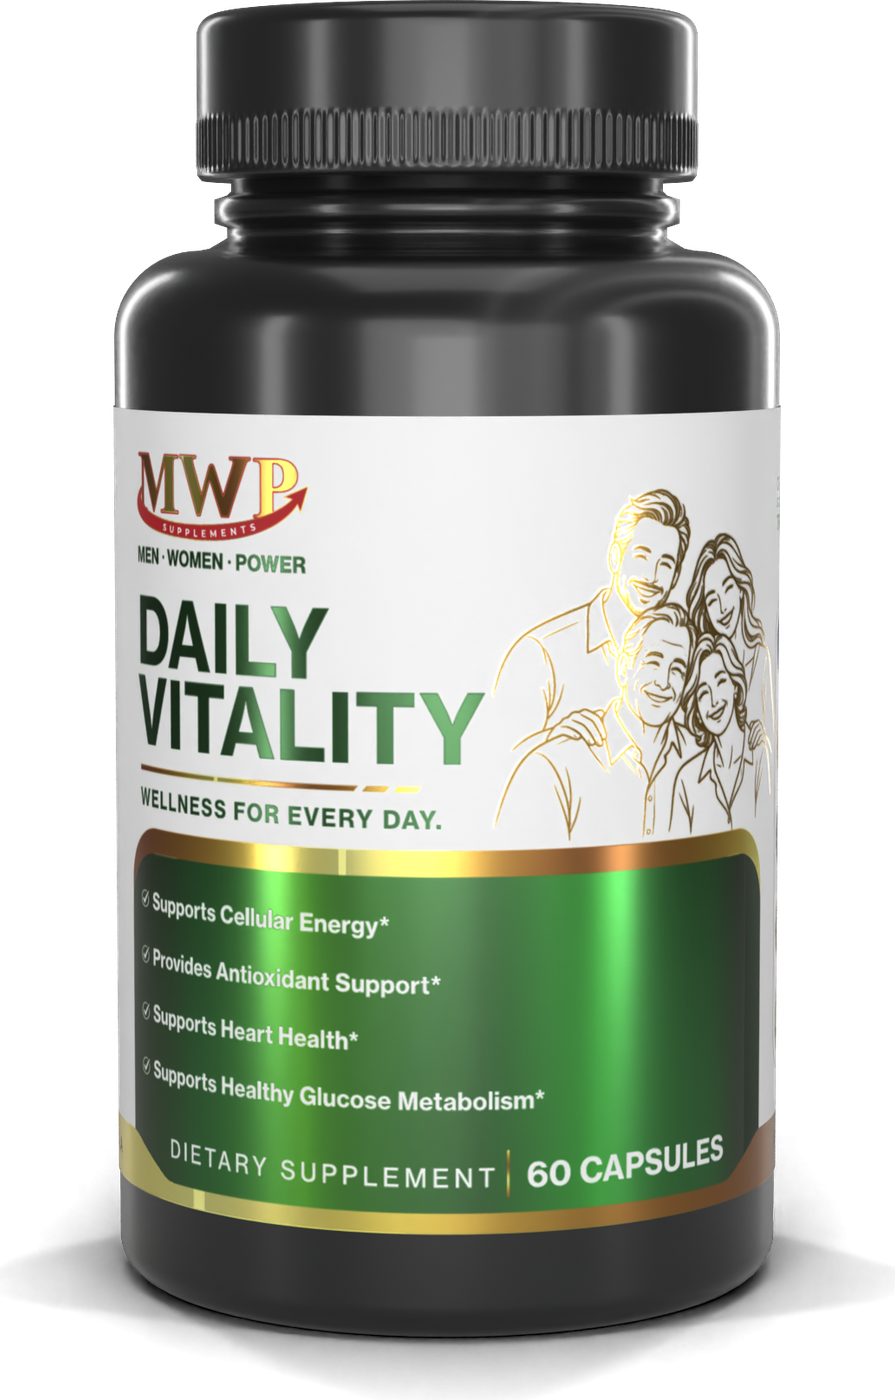 MWP
SUPPLEMENTS
MEN · WOMEN · POWER
DAILY
VITALITY
WELLNESS FOR EVERY DAY.
Supports Cellular Energy*
Provides Antioxidant Support*
Supports Heart Health*
Supports Healthy Glucose Metabolism*
DIETARY SUPPLEMENT | 60 CAPSULES